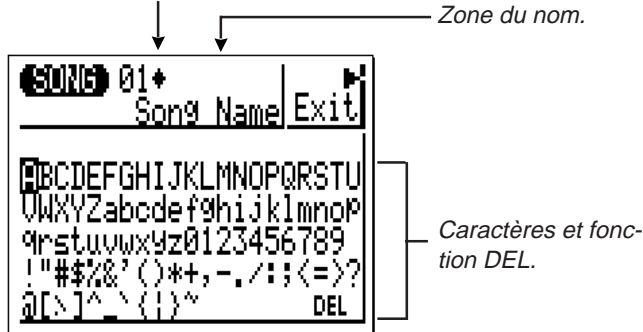 Zone du nom.
SONG 01♦
Song Name Exit
ABCDEFGHIJKLMNOPQRSTU
VWXYZabcdefghijklmnop
qrstuvwxyz0123456789
!"#$%&'()*+,-./:;<=>?
@[\]^_`{|}~ DEL
Caractères et fonc-
tion DEL.